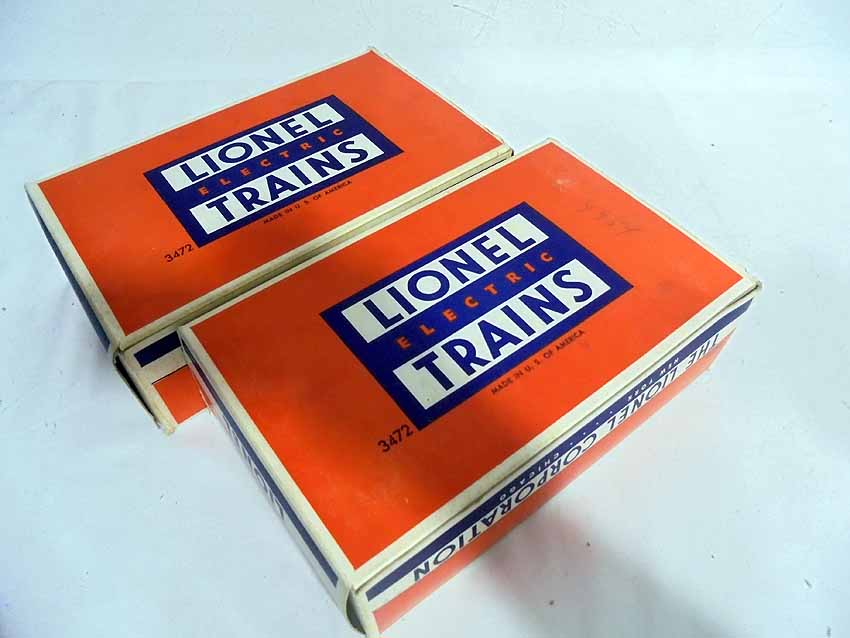 LIONEL
ELECTRIC
TRAINS
MADE IN U. S. OF AMERICA
3472
LIONEL
ELECTRIC
TRAINS
MADE IN U. S. OF AMERICA
3472
THE LIONEL CORPORATION
NEW YORK . . . . CHICAGO